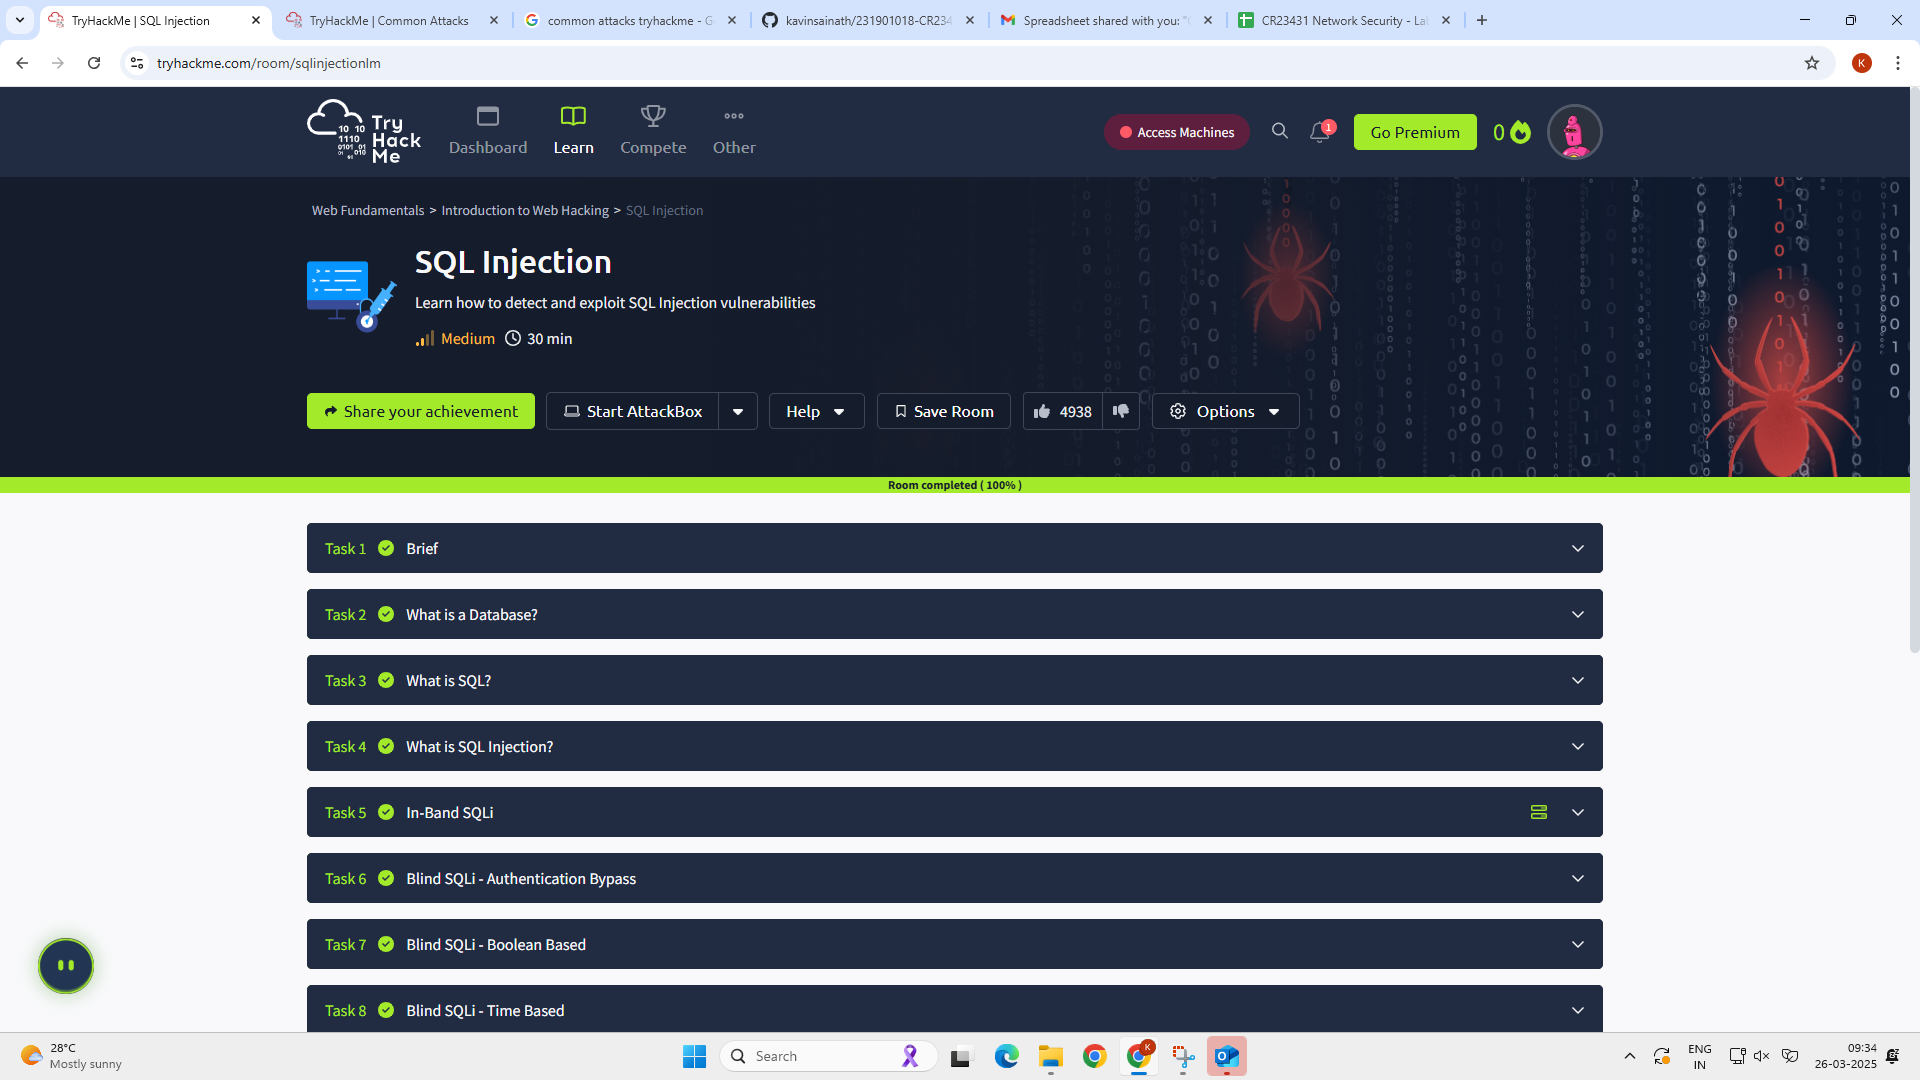 TryHackMe | SQL Injection
TryHackMe | Common Attacks
common attacks tryhackme - G
kavinsainath/231901018-CR234
Spreadsheet shared with you: "
CR23431 Network Security - Lab
tryhackme.com/room/sqlinjectionlm
K
Try
Hack
Me
Dashboard
Learn
Compete
Other
Access Machines
1
Go Premium
0
Web Fundamentals > Introduction to Web Hacking > SQL Injection
SQL Injection
Learn how to detect and exploit SQL Injection vulnerabilities
Medium
30 min
Share your achievement
Start AttackBox
Help
Save Room
4938
Options
Room completed ( 100% )
Task 1 Brief
Task 2 What is a Database?
Task 3 What is SQL?
Task 4 What is SQL Injection?
Task 5 In-Band SQLi
Task 6 Blind SQLi - Authentication Bypass
Task 7 Blind SQLi - Boolean Based
Task 8 Blind SQLi - Time Based
28°C
Mostly sunny
Search
K
ENG
IN
09:34
26-03-2025